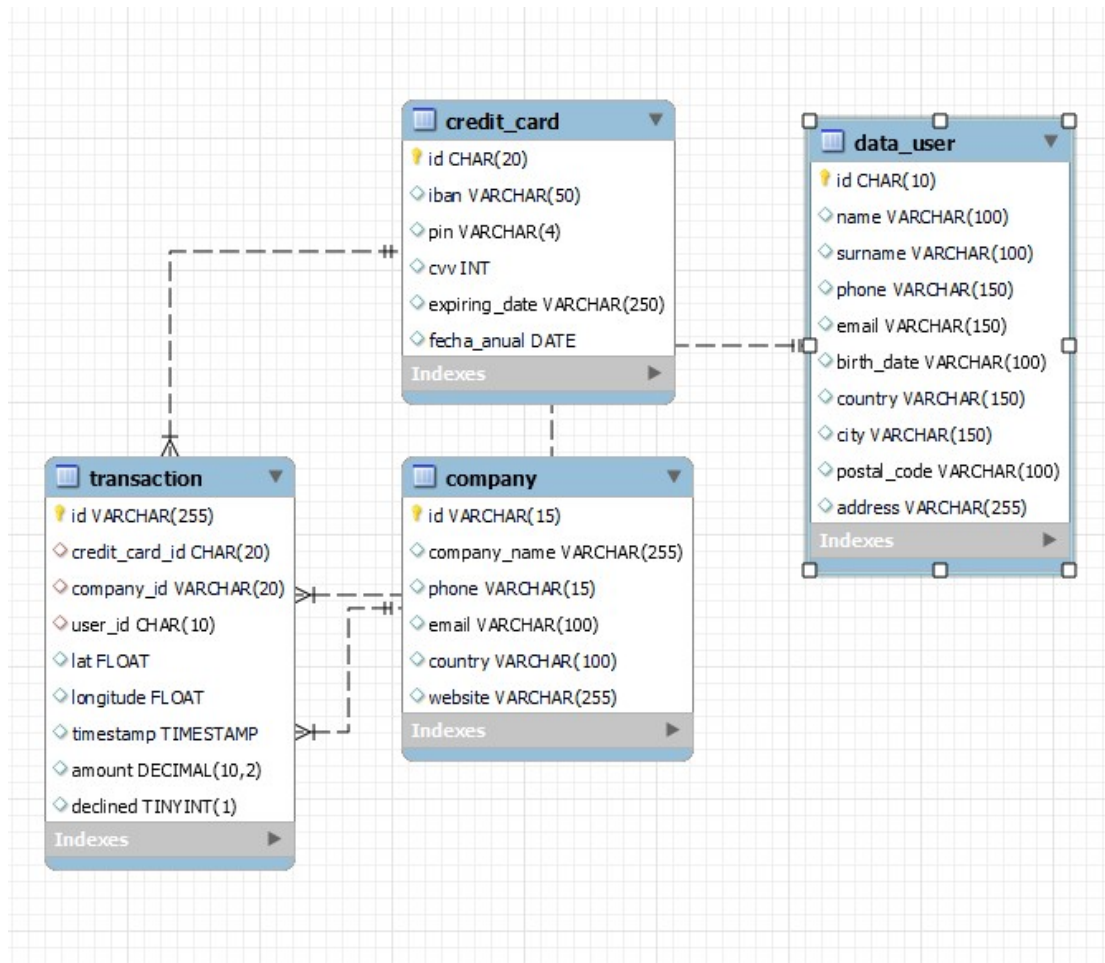 credit_card
id CHAR(20)
iban VARCHAR(50)
pin VARCHAR(4)
cvv INT
expiring_date VARCHAR(250)
fecha_anual DATE
Indexes
data_user
id CHAR(10)
name VARCHAR(100)
surname VARCHAR(100)
phone VARCHAR(150)
email VARCHAR(150)
birth_date VARCHAR(100)
country VARCHAR(150)
city VARCHAR(150)
postal_code VARCHAR(100)
address VARCHAR(255)
Indexes
transaction
id VARCHAR(255)
credit_card_id CHAR(20)
company_id VARCHAR(20)
user_id CHAR(10)
lat FLOAT
longitude FLOAT
timestamp TIMESTAMP
amount DECIMAL(10,2)
declined TINYINT(1)
Indexes
company
id VARCHAR(15)
company_name VARCHAR(255)
phone VARCHAR(15)
email VARCHAR(100)
country VARCHAR(100)
website VARCHAR(255)
Indexes